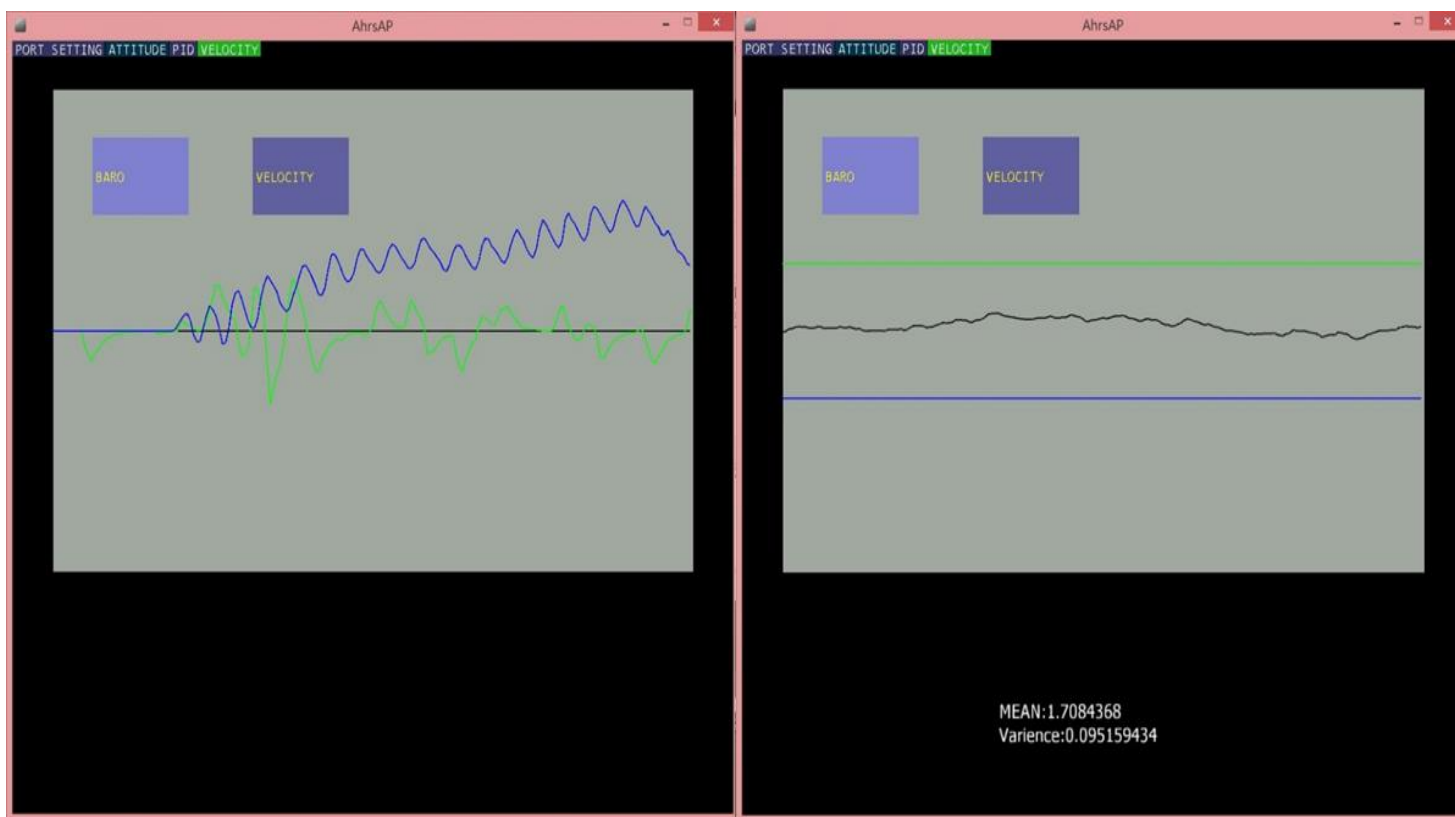 AhrsAP
PORT SETTING ATTITUDE PID VELOCITY
BARO VELOCITY
AhrsAP
PORT SETTING ATTITUDE PID VELOCITY
BARO VELOCITY
MEAN:1.7084368
Varience:0.095159434